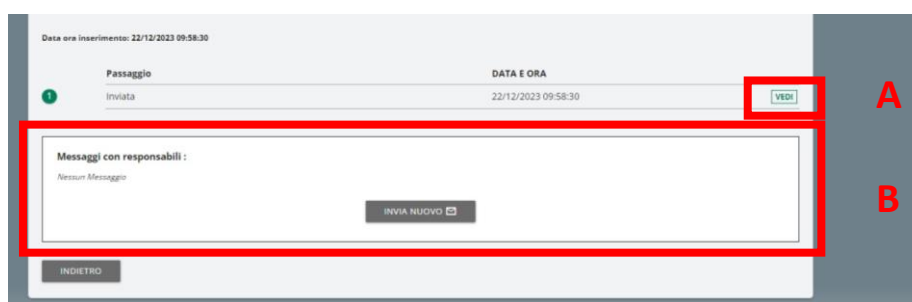 Data ora inserimento: 22/12/2023 09:58:30
Passaggio DATA E ORA
1 Inviata 22/12/2023 09:58:30 VEDI
A
Messaggi con responsabili :
Nessun Messaggio
B
INVIA NUOVO
INDIETRO